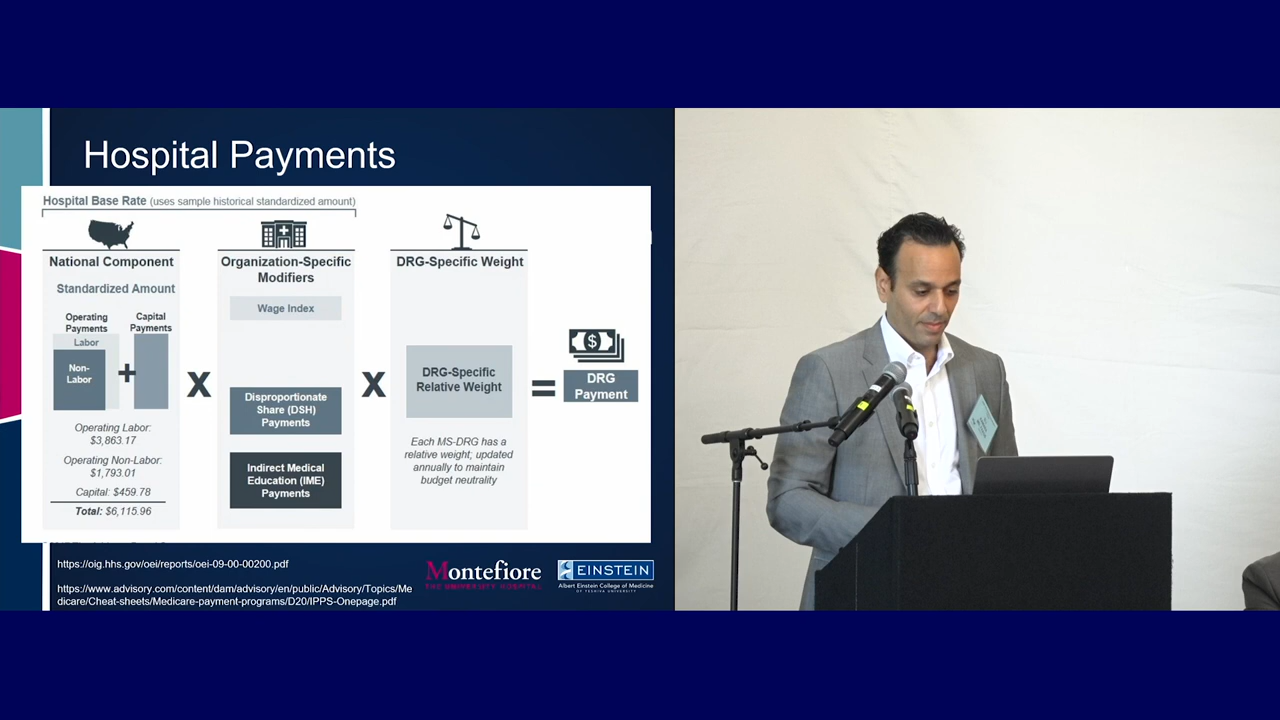 Hospital Payments
Hospital Base Rate (uses sample historical standardized amount)
National Component
Standardized Amount
Operating
Payments
Capital
Payments
Labor
Non-
Labor
+
Operating Labor:
$3,863.17
Operating Non-Labor:
$1,793.01
Capital: $459.78
Total: $6,115.96
X
Organization-Specific
Modifiers
Wage Index
Disproportionate
Share (DSH)
Payments
Indirect Medical
Education (IME)
Payments
X
DRG-Specific Weight
DRG-Specific
Relative Weight
Each MS-DRG has a
relative weight; updated
annually to maintain
budget neutrality
=
$
DRG
Payment
https://oig.hhs.gov/oei/reports/oei-09-00-00200.pdf
https://www.advisory.com/content/dam/advisory/en/public/Advisory/Topics/Me
dicare/Cheat-sheets/Medicare-payment-programs/D20/IPPS-Onepage.pdf
Montefiore
THE UNIVERSITY HOSPITAL
EINSTEIN
Albert Einstein College of Medicine
OF YESHIVA UNIVERSITY